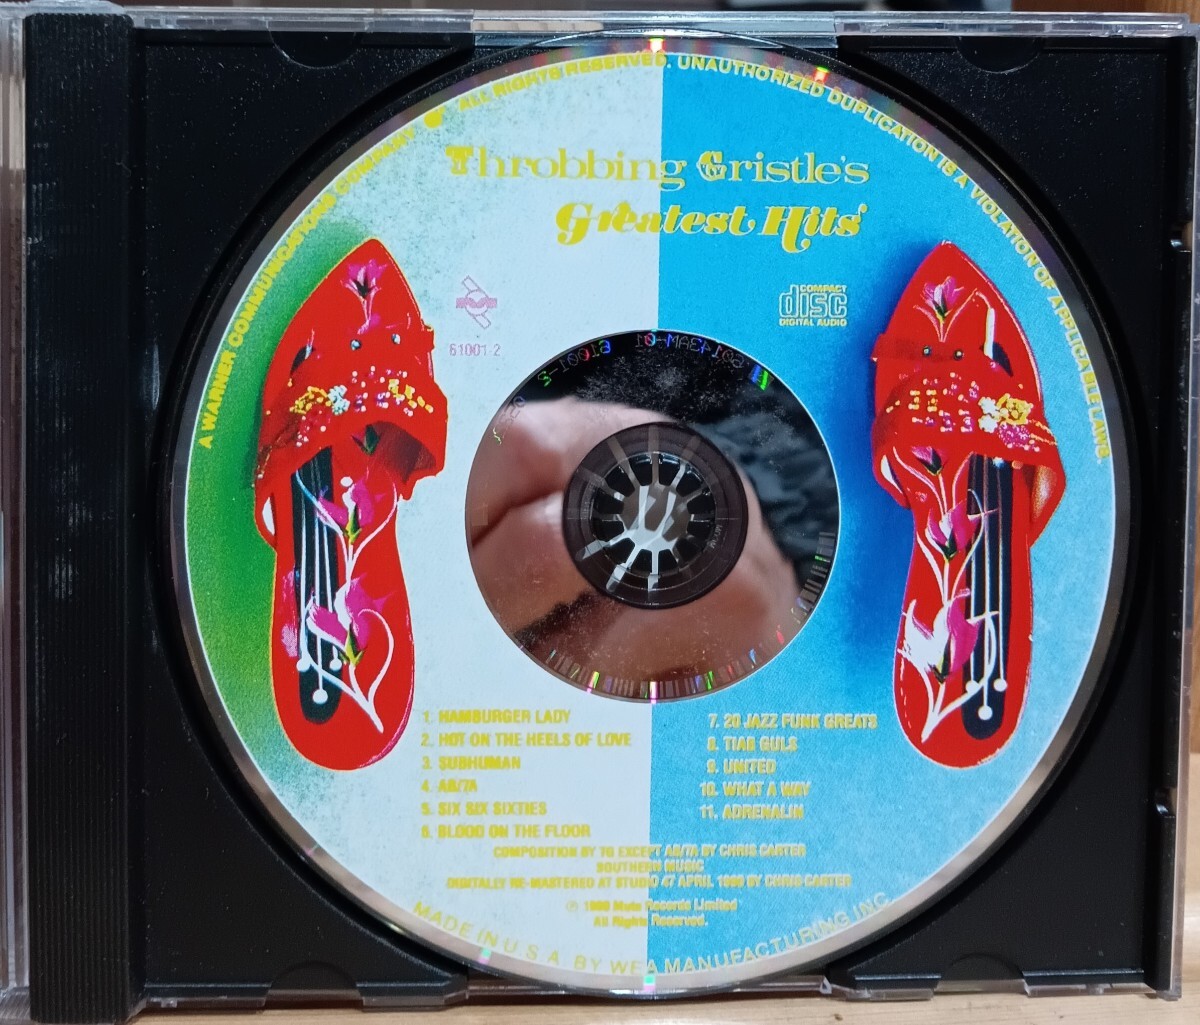 A WARNER COMMUNICATIONS COMPANY ALL RIGHTS RESERVED. UNAUTHORIZED DUPLICATION IS A VIOLATION OF APPLICABLE LAWS.
Throbbing Gristle's
Greatest Hits
COMPACT
disc
DIGITAL AUDIO
61001-2
1. HAMBURGER LADY
2. HOT ON THE HEELS OF LOVE
3. SUBHUMAN
4. AB/7A
5. SIX SIX SIXTIES
6. BLOOD ON THE FLOOR
7. 20 JAZZ FUNK GREATS
8. TIAB GULS
9. UNITED
10. WHAT A WAY
11. ADRENALIN
COMPOSITION BY TG EXCEPT AB/7A BY CHRIS CARTER
SOUTHERN MUSIC
DIGITALLY RE-MASTERED AT STUDIO 47 APRIL BY CHRIS CARTER
℗ Mute Records Limited
All Rights Reserved.
MADE IN U.S.A. BY WEA MANUFACTURING INC.